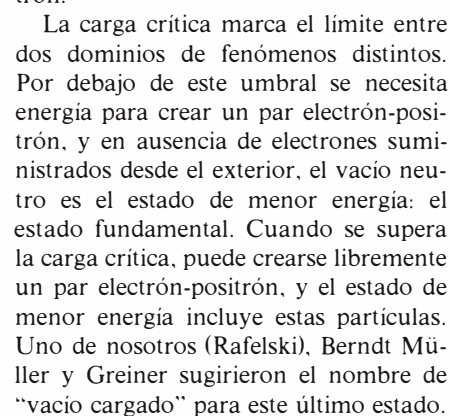 trón.
La carga crítica marca el límite entre
dos dominios de fenómenos distintos.
Por debajo de este umbral se necesita
energía para crear un par electrón-posi-
trón, y en ausencia de electrones sumi-
nistrados desde el exterior, el vacío neu-
tro es el estado de menor energía: el
estado fundamental. Cuando se supera
la carga crítica, puede crearse libremente
un par electrón-positrón, y el estado de
menor energía incluye estas partículas.
Uno de nosotros (Rafelski), Berndt Mü-
ller y Greiner sugirieron el nombre de
“vacío cargado” para este último estado.